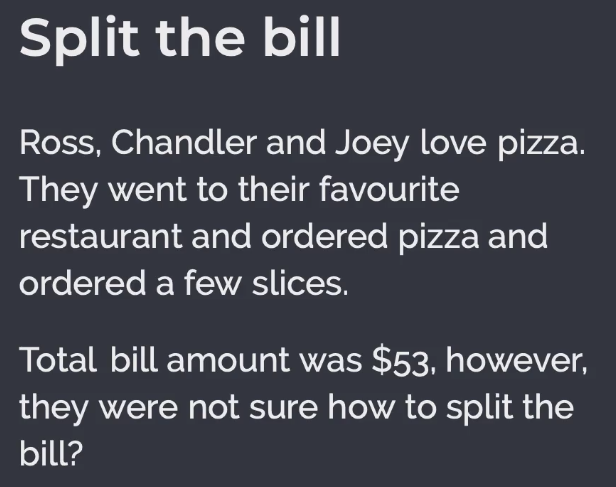 Split the bill
Ross, Chandler and Joey love pizza.
They went to their favourite
restaurant and ordered pizza and
ordered a few slices.
Total bill amount was $53, however,
they were not sure how to split the
bill?